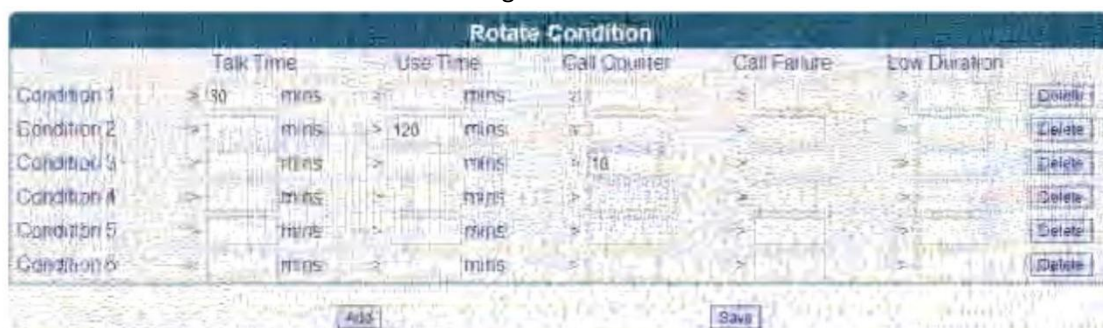 Rotate Condition
Talk Time Use Time Call Counter Call Failure Low Duration
Condition 1 > 30 mins > mins > > > Delete
Condition 2 > mins > 120 mins > > > Delete
Condition 3 > mins > mins > 10 > > Delete
Condition 4 > mins > mins > > > Delete
Condition 5 > mins > mins > > > Delete
Condition 6 > mins > mins > > > Delete
Add Save